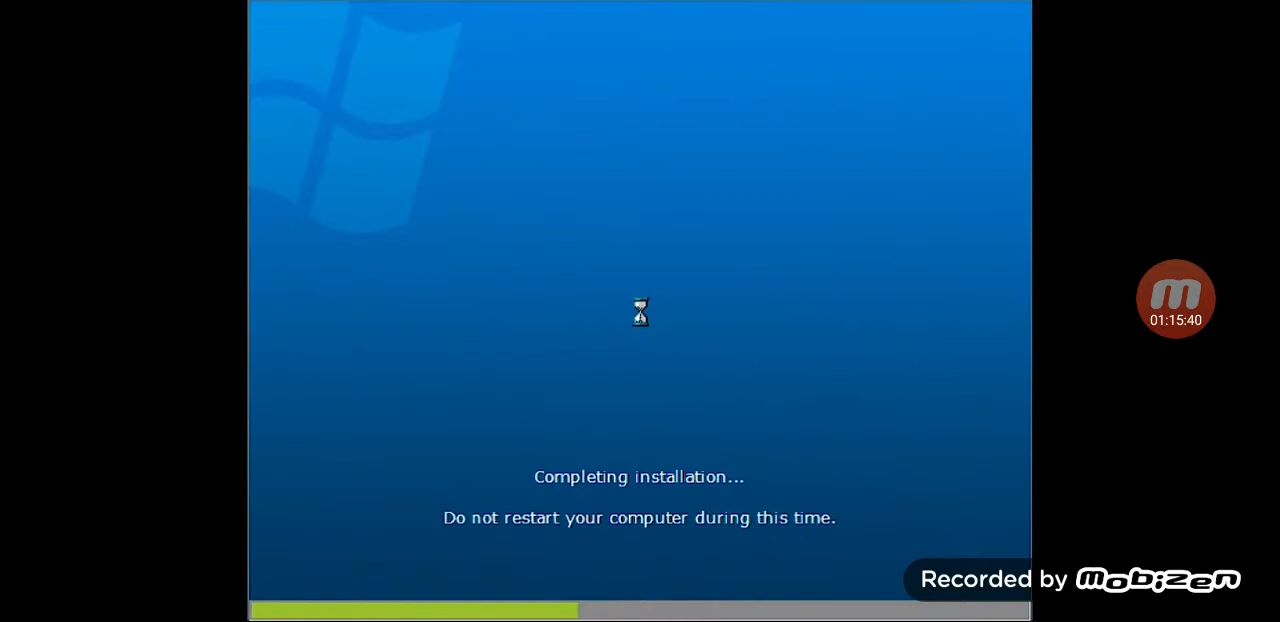 m
01:15:40
Completing installation...
Do not restart your computer during this time.
Recorded by mobizen